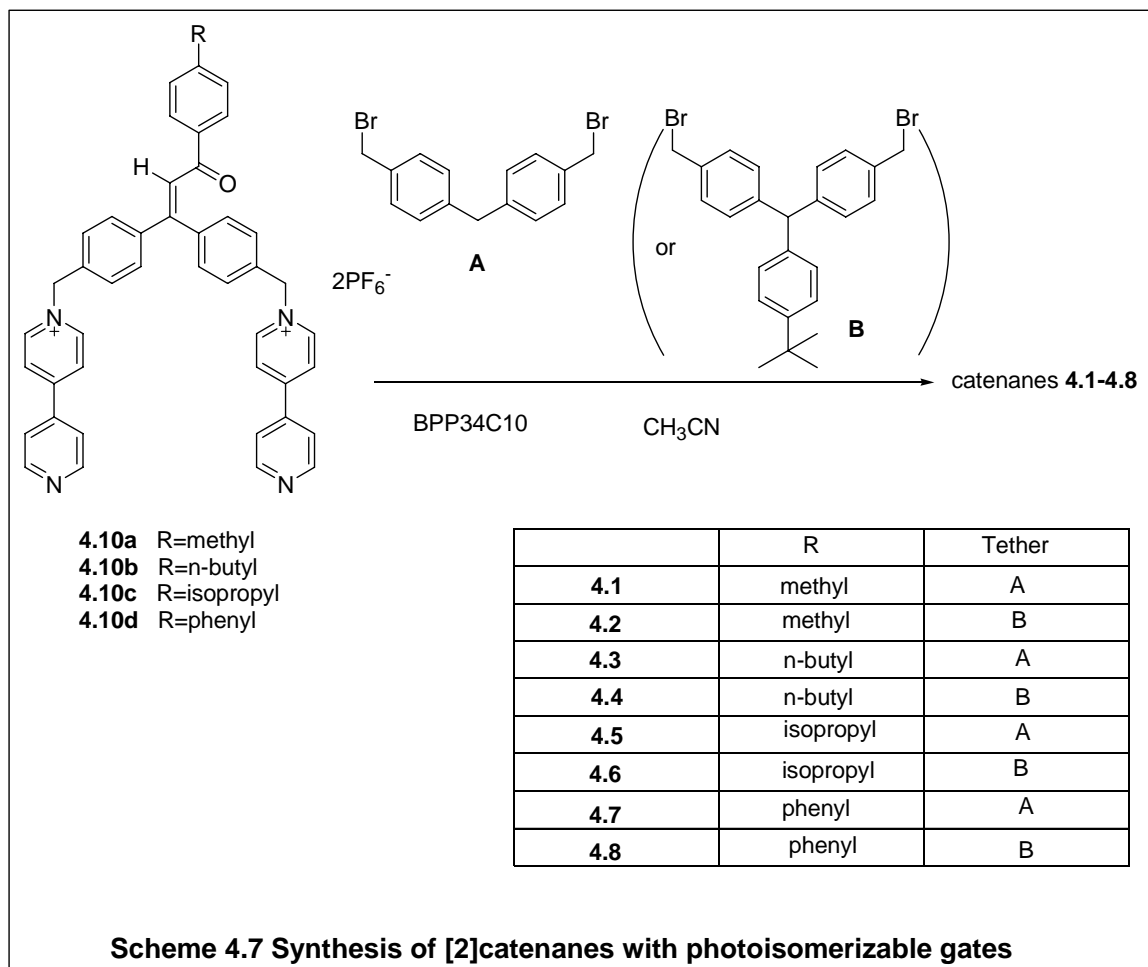 R
Br
Br
Br
Br
H
O
or
A
B
2PF6-
N
+
N
+
BPP34C10
CH3CN
catenanes 4.1-4.8
N
N
4.10a R=methyl
4.10b R=n-butyl
4.10c R=isopropyl
4.10d R=phenyl
R Tether
4.1 methyl A
4.2 methyl B
4.3 n-butyl A
4.4 n-butyl B
4.5 isopropyl A
4.6 isopropyl B
4.7 phenyl A
4.8 phenyl B
Scheme 4.7 Synthesis of [2]catenanes with photoisomerizable gates